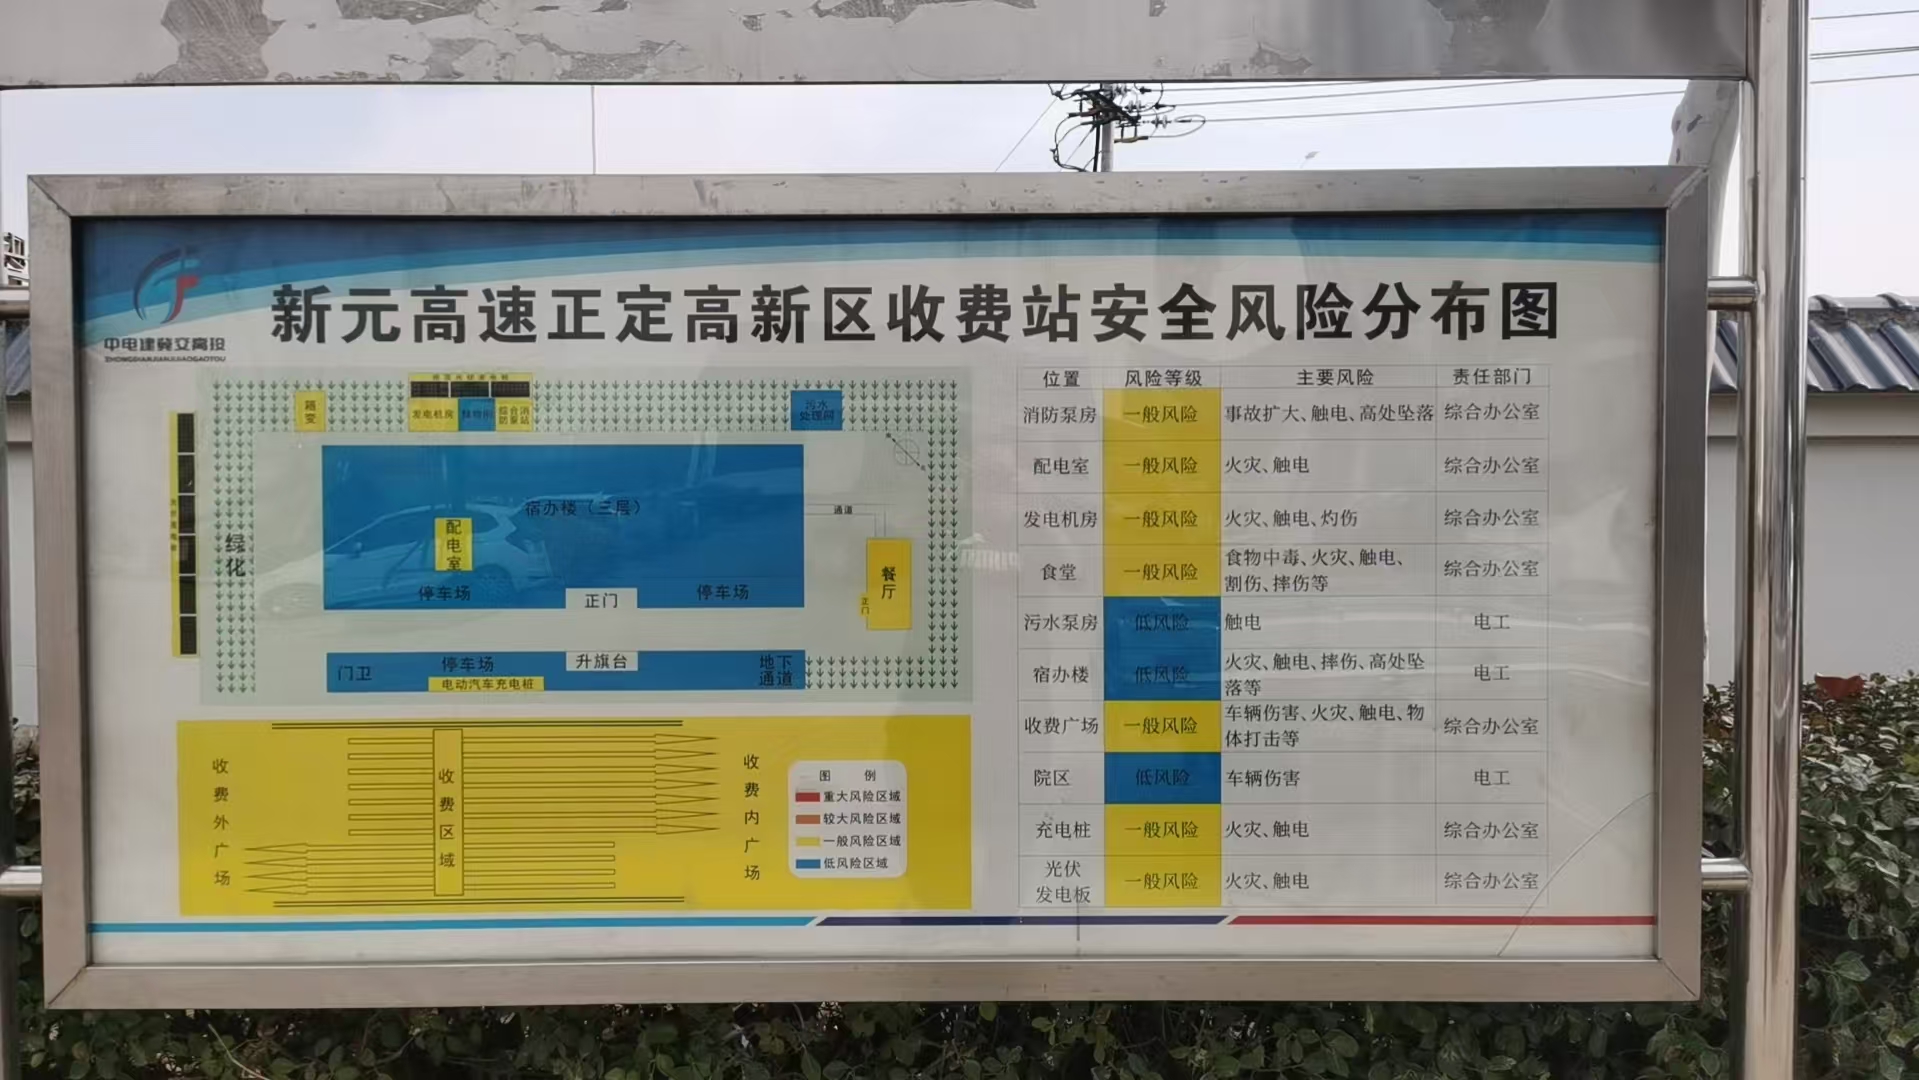 中电建冀交高投
ZHONGDIANJIANJIJIAOGAOTOU
新元高速正定高新区收费站安全风险分布图
箱变
发电机房
综合消防泵站
污水处理间
绿化
宿办楼（三层）
配电室
停车场
正门
停车场
通道
餐厅
正门
门卫
停车场
升旗台
地下通道
电动汽车充电桩
收费外广场
收费区域
收费内广场
图 例
重大风险区域
较大风险区域
一般风险区域
低风险区域
位置 风险等级 主要风险 责任部门
消防泵房 一般风险 事故扩大、触电、高处坠落 综合办公室
配电室 一般风险 火灾、触电 综合办公室
发电机房 一般风险 火灾、触电、灼伤 综合办公室
食堂 一般风险 食物中毒、火灾、触电、割伤、摔伤等 综合办公室
污水泵房 低风险 触电 电工
宿办楼 低风险 火灾、触电、摔伤、高处坠落等 电工
收费广场 一般风险 车辆伤害、火灾、触电、物体打击等 综合办公室
院区 低风险 车辆伤害 电工
充电桩 一般风险 火灾、触电 综合办公室
光伏发电板 一般风险 火灾、触电 综合办公室